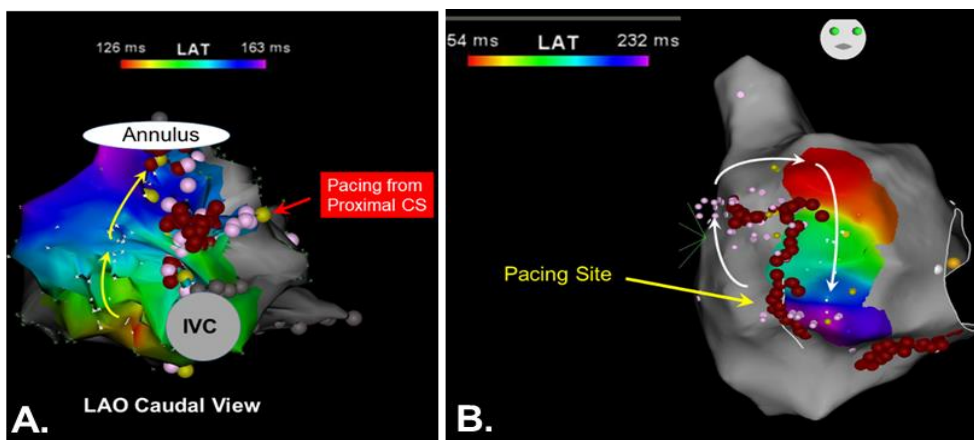 LAT
126 ms 163 ms
Annulus
Pacing from
Proximal CS
IVC
LAO Caudal View
A.
LAT
54 ms 232 ms
Pacing Site
B.